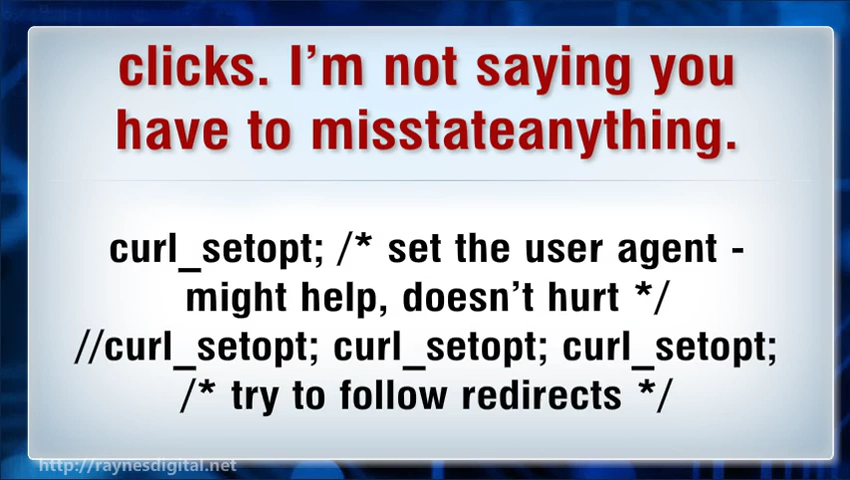 clicks. I’m not saying you
have to misstateanything.
curl_setopt; /* set the user agent -
might help, doesn’t hurt */
//curl_setopt; curl_setopt; curl_setopt;
/* try to follow redirects */
http://raynesdigital.net